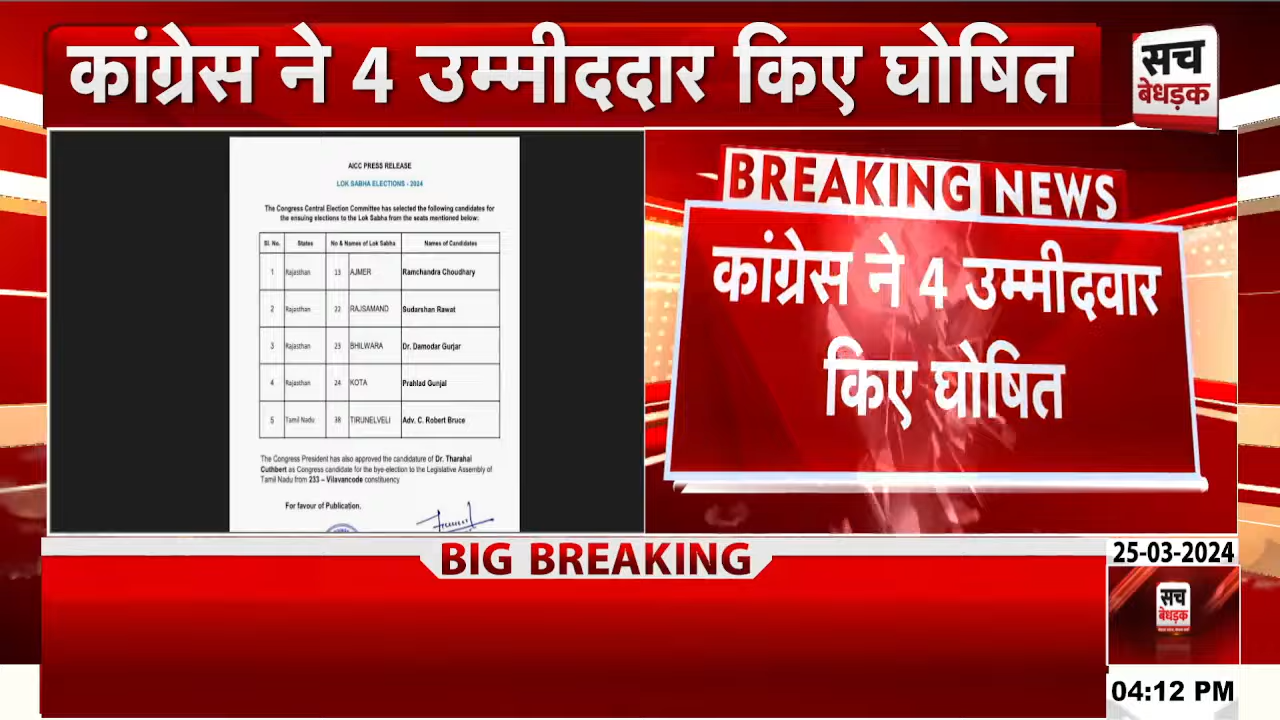 कांग्रेस ने 4 उम्मीददार किए घोषित
सच
बेधड़क
AICC PRESS RELEASE
LOK SABHA ELECTIONS - 2024
The Congress Central Election Committee has selected the following candidates for
the ensuing elections to the Lok Sabha from the seats mentioned below:
Sl. No. States No & Names of Lok Sabha Names of Candidates
1 Rajasthan 13 AJMER Ramchandra Choudhary
2 Rajasthan 22 RAJSAMAND Sudarshan Rawat
3 Rajasthan 23 BHILWARA Dr. Damodar Gurjar
4 Rajasthan 24 KOTA Prahlad Gunjal
5 Tamil Nadu 38 TIRUNELVELI Adv. C. Robert Bruce
The Congress President has also approved the candidature of Dr. Tharahai
Cuthbert as Congress candidate for the bye-election to the Legislative Assembly of
Tamil Nadu from 233 – Vilavancode constituency
For favour of Publication.
BREAKING NEWS
कांग्रेस ने 4 उम्मीदवार
किए घोषित
BIG BREAKING
25-03-2024
सच
बेधड़क
04:12 PM